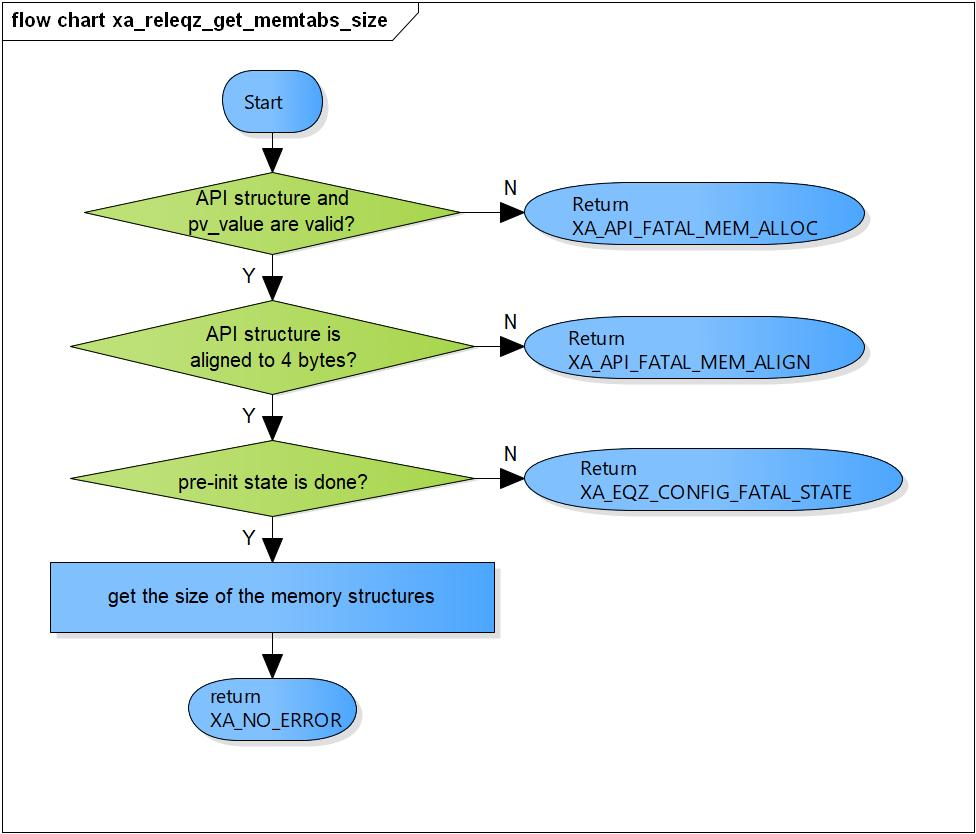 flow chart xa_releqz_get_memtabs_size
Start
API structure and
pv_value are valid?
N
Return
XA_API_FATAL_MEM_ALLOC
Y
API structure is
aligned to 4 bytes?
N
Return
XA_API_FATAL_MEM_ALIGN
Y
pre-init state is done?
N
Return
XA_EQZ_CONFIG_FATAL_STATE
Y
get the size of the memory structures
return
XA_NO_ERROR